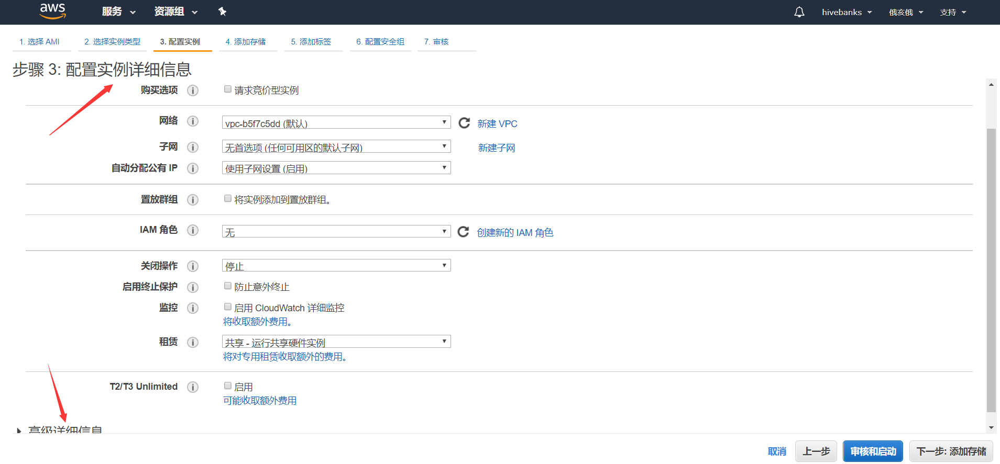 aws 服务 资源组 hivebanks 俄亥俄 支持
1. 选择 AMI 2. 选择实例类型 3. 配置实例 4. 添加存储 5. 添加标签 6. 配置安全组 7. 审核
步骤 3: 配置实例详细信息
购买选项 i 请求竞价型实例
网络 i vpc-b5f7c5dd (默认) 新建 VPC
子网 i 无首选项 (任何可用区的默认子网) 新建子网
自动分配公有 IP i 使用子网设置 (启用)
置放群组 i 将实例添加到置放群组。
IAM 角色 i 无 创建新的 IAM 角色
关闭操作 i 停止
启用终止保护 i 防止意外终止
监控 i 启用 CloudWatch 详细监控
将收取额外费用。
租赁 i 共享 - 运行共享硬件实例
将对专用租赁收取额外的费用。
T2/T3 Unlimited i 启用
可能收取额外费用
高级详细信息
取消 上一步 审核和启动 下一步: 添加存储